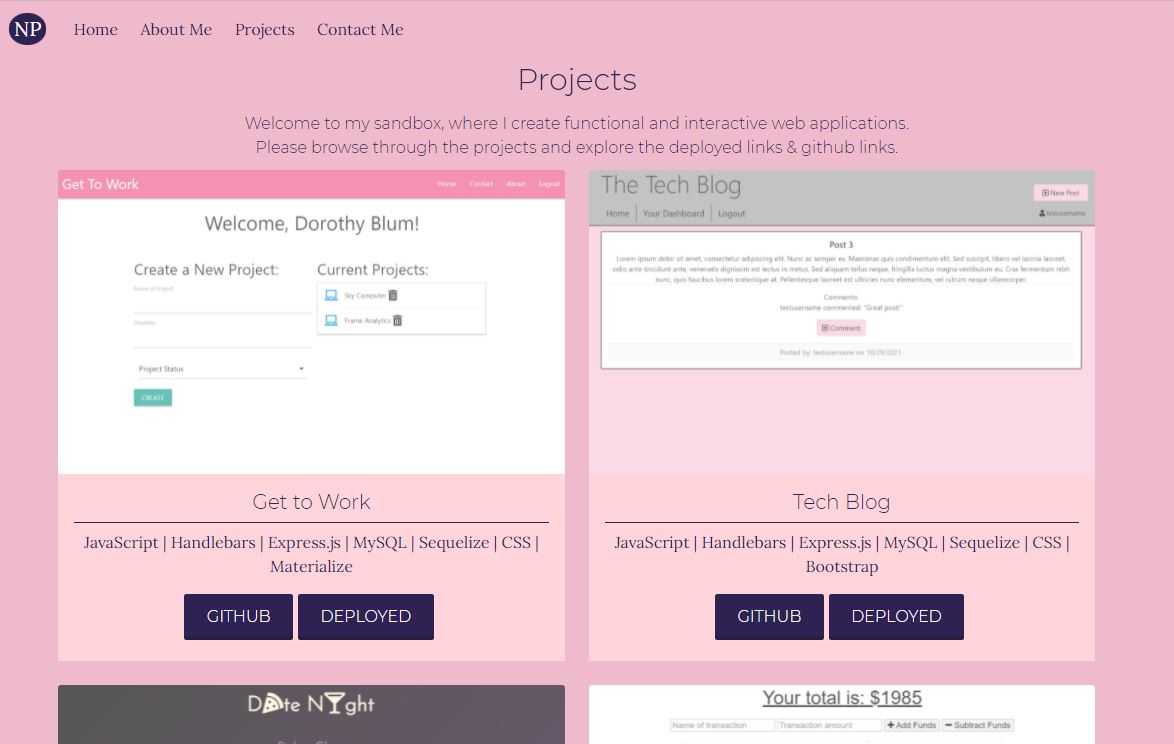 NP Home About Me Projects Contact Me
Projects
Welcome to my sandbox, where I create functional and interactive web applications.
Please browse through the projects and explore the deployed links & github links.
Get To Work
Home Contact About Logout
Welcome, Dorothy Blum!
Create a New Project:
Name of Project
Deadline
Project Status
CREATE
Current Projects:
Sky Computer
Frame Analytics
Get to Work
JavaScript | Handlebars | Express.js | MySQL | Sequelize | CSS |
Materialize
GITHUB DEPLOYED
The Tech Blog
New Post
Home Your Dashboard Logout
testusername
Post 3
Lorem ipsum dolor sit amet, consectetur adipiscing elit. Nunc ac semper ex. Maecenas quis condimentum elit. Sed suscipit, libero vel lacinia laoreet,
odio ante tincidunt ante, venenatis dignissim est lectus in metus. Sed aliquam tellus neque, fringilla luctus magna vestibulum eu. Crac fermentum nibh
nunc, quis faucibus lorem scelerisque at. Pellentesque laoreet est ultricies nunc elementum, vel rutrum neque ullamcorper.
Comments:
testusername commented: "Great post!"
Comment
Posted by: testusername on 10/29/2021
Tech Blog
JavaScript | Handlebars | Express.js | MySQL | Sequelize | CSS |
Bootstrap
GITHUB DEPLOYED
Date Night
Your total is: $1985
Name of transaction Transaction amount Add Funds Subtract Funds